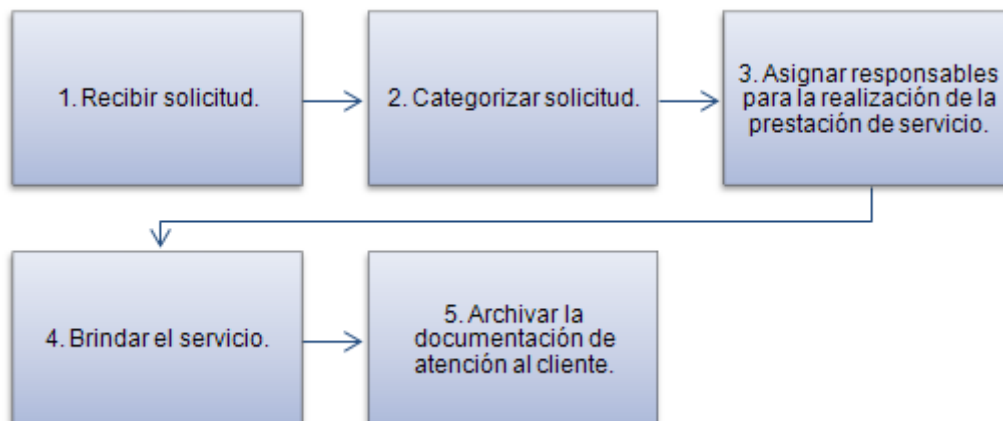 1. Recibir solicitud.
2. Categorizar solicitud.
3. Asignar responsables
para la realización de la
prestación de servicio.
4. Brindar el servicio.
5. Archivar la
documentación de
atención al cliente.